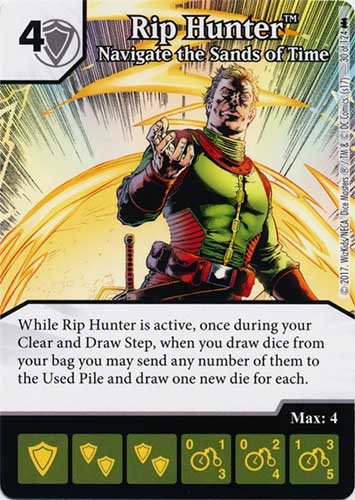 4
Rip Hunter™
Navigate the Sands of Time
30 of 124
© 2017. WizKids/NECA. Dice Masters ® / TM & © DC Comics. (s17)
While Rip Hunter is active, once during your
Clear and Draw Step, when you draw dice from
your bag you may send any number of them to
the Used Pile and draw one new die for each.
Max: 4
0 1 3
0 2 4
1 3 5